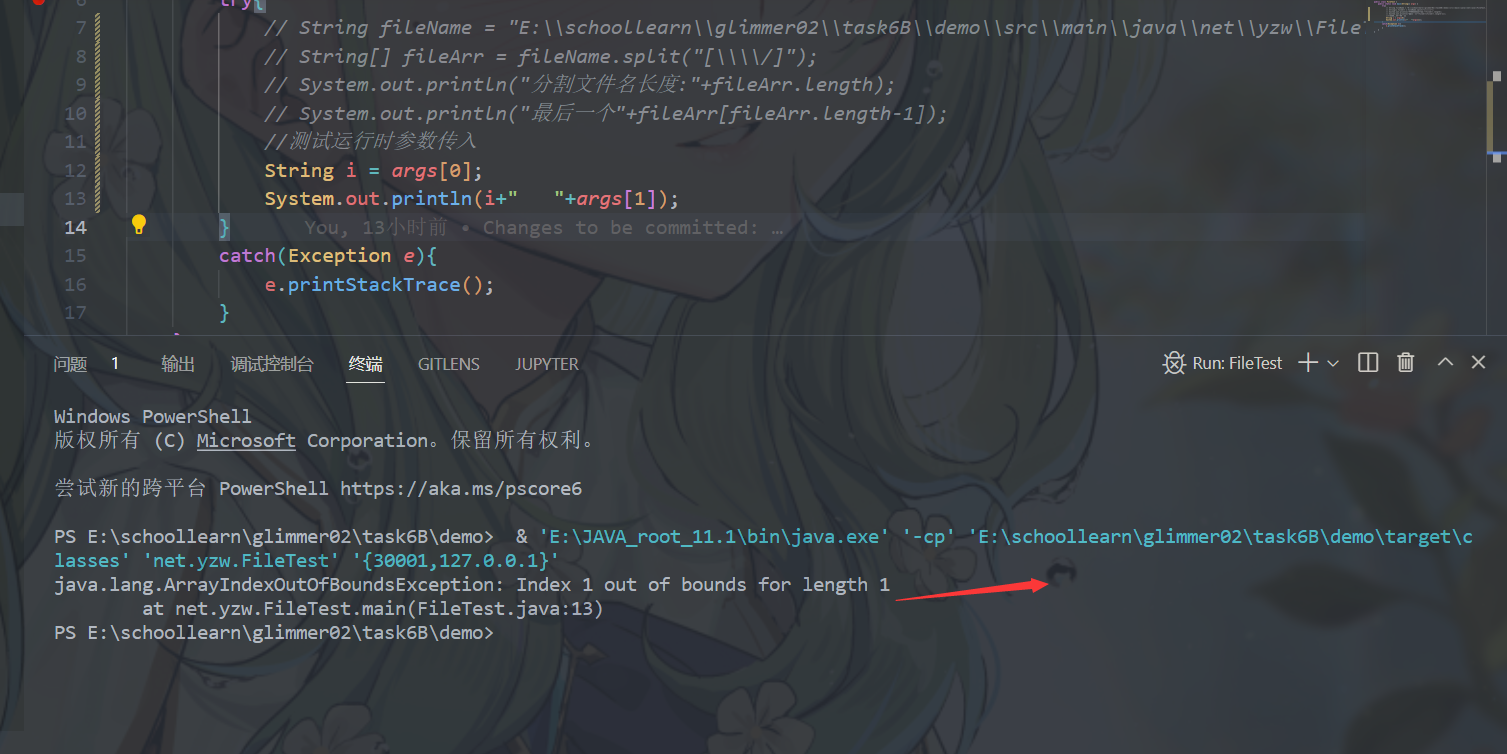 6 try{
7 // String fileName = "E:\\schoollearn\\glimmer02\\task6B\\demo\\src\\main\\java\\net\\yzw\\File
8 // String[] fileArr = fileName.split("[\\\\/]");
9 // System.out.println("分割文件名长度:"+fileArr.length);
10 // System.out.println("最后一个"+fileArr[fileArr.length-1]);
11 //测试运行时参数传入
12 String i = args[0];
13 System.out.println(i+"   "+args[1]);
14 } You, 13小时前 • Changes to be committed: …
15 catch(Exception e){
16 e.printStackTrace();
17 }
问题 1 输出 调试控制台 终端 GITLENS JUPYTER Run: FileTest
Windows PowerShell
版权所有 (C) Microsoft Corporation。保留所有权利。
尝试新的跨平台 PowerShell https://aka.ms/pscore6
PS E:\schoollearn\glimmer02\task6B\demo>  & 'E:\JAVA_root_11.1\bin\java.exe' '-cp' 'E:\schoollearn\glimmer02\task6B\demo\target\c
lasses' 'net.yzw.FileTest' '{30001,127.0.0.1}'
java.lang.ArrayIndexOutOfBoundsException: Index 1 out of bounds for length 1
at net.yzw.FileTest.main(FileTest.java:13)
PS E:\schoollearn\glimmer02\task6B\demo>